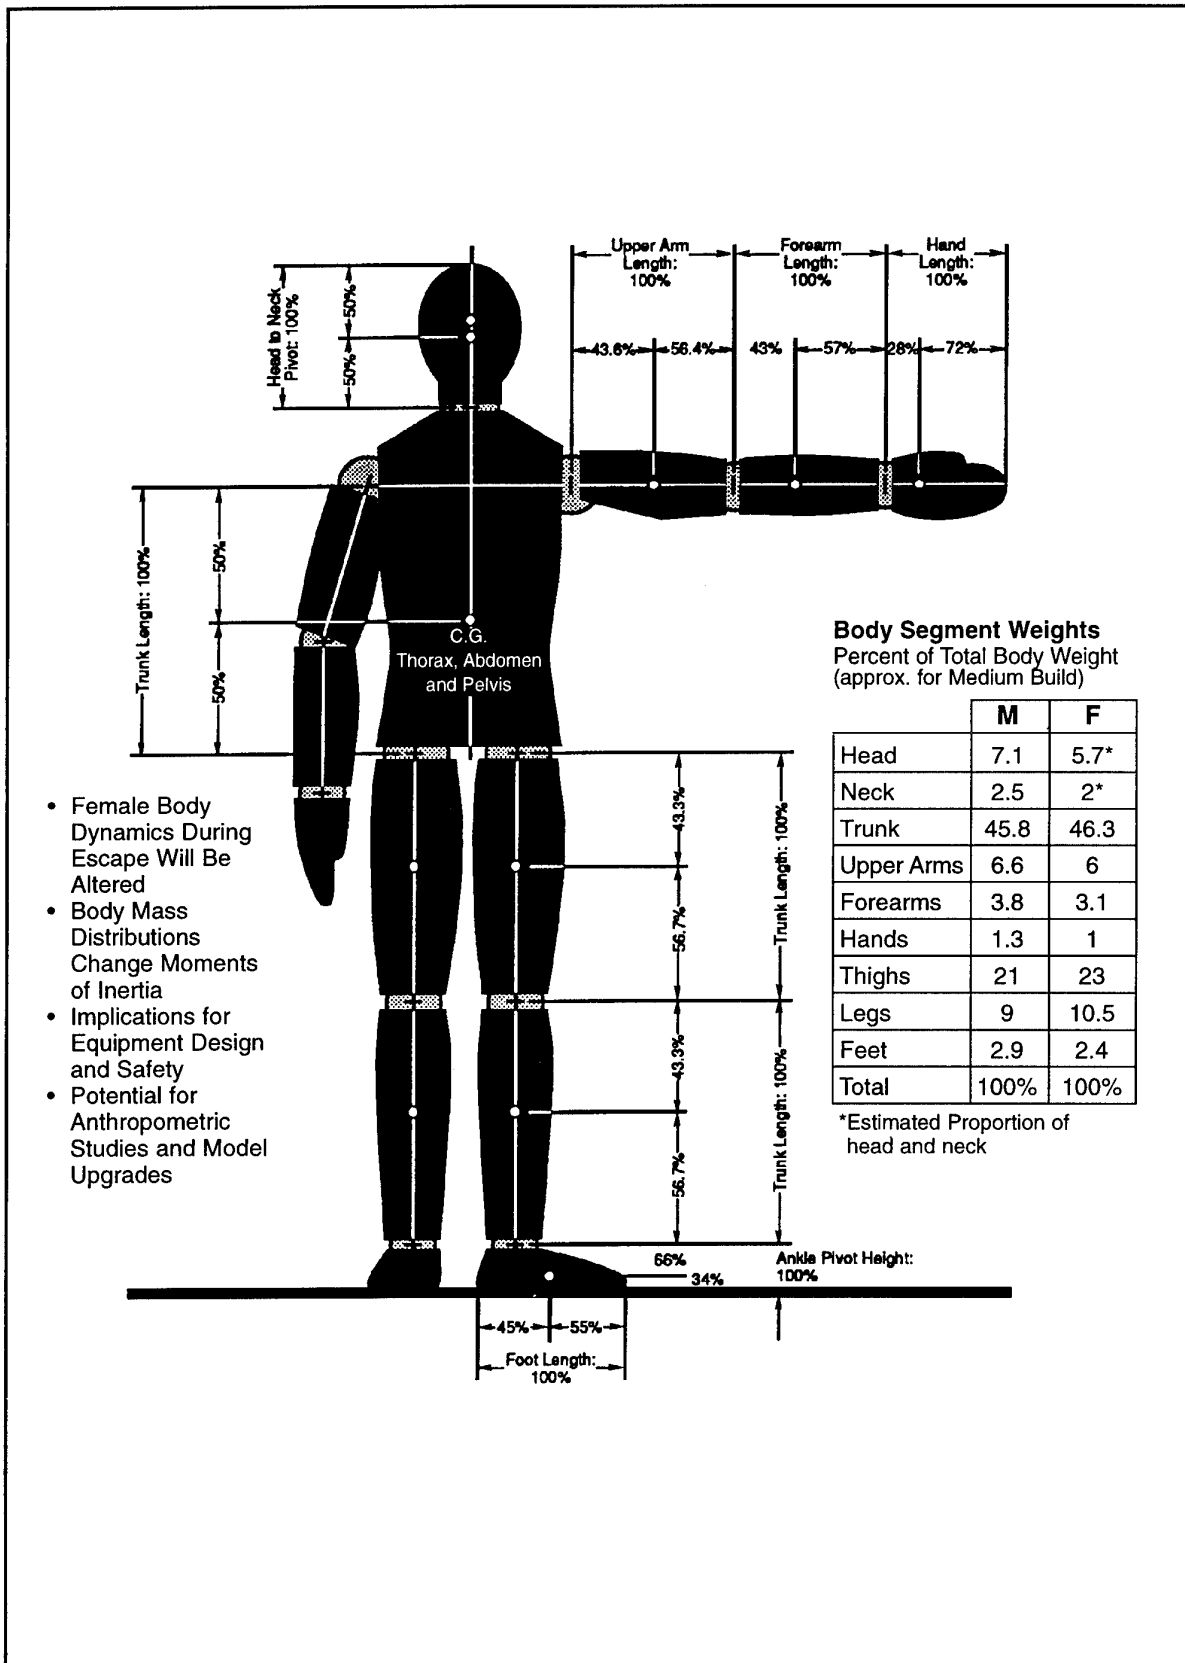 Upper Arm
Length:
100%
Forearm
Length:
100%
Hand
Length:
100%
Head to Neck
Pivot: 100%
50%
50%
43.6%
56.4%
43%
57%
28%
72%
Trunk Length: 100%
50%
50%
C.G.
Thorax, Abdomen
and Pelvis
Body Segment Weights
Percent of Total Body Weight
(approx. for Medium Build)
M F
Head 7.1 5.7*
Neck 2.5 2*
Trunk 45.8 46.3
Upper Arms 6.6 6
Forearms 3.8 3.1
Hands 1.3 1
Thighs 21 23
Legs 9 10.5
Feet 2.9 2.4
Total 100% 100%
*Estimated Proportion of
head and neck
• Female Body
Dynamics During
Escape Will Be
Altered
• Body Mass
Distributions
Change Moments
of Inertia
• Implications for
Equipment Design
and Safety
• Potential for
Anthropometric
Studies and Model
Upgrades
43.3%
56.7%
Trunk Length: 100%
43.3%
56.7%
Trunk Length: 100%
66%
34%
Ankle Pivot Height:
100%
45%
55%
Foot Length:
100%